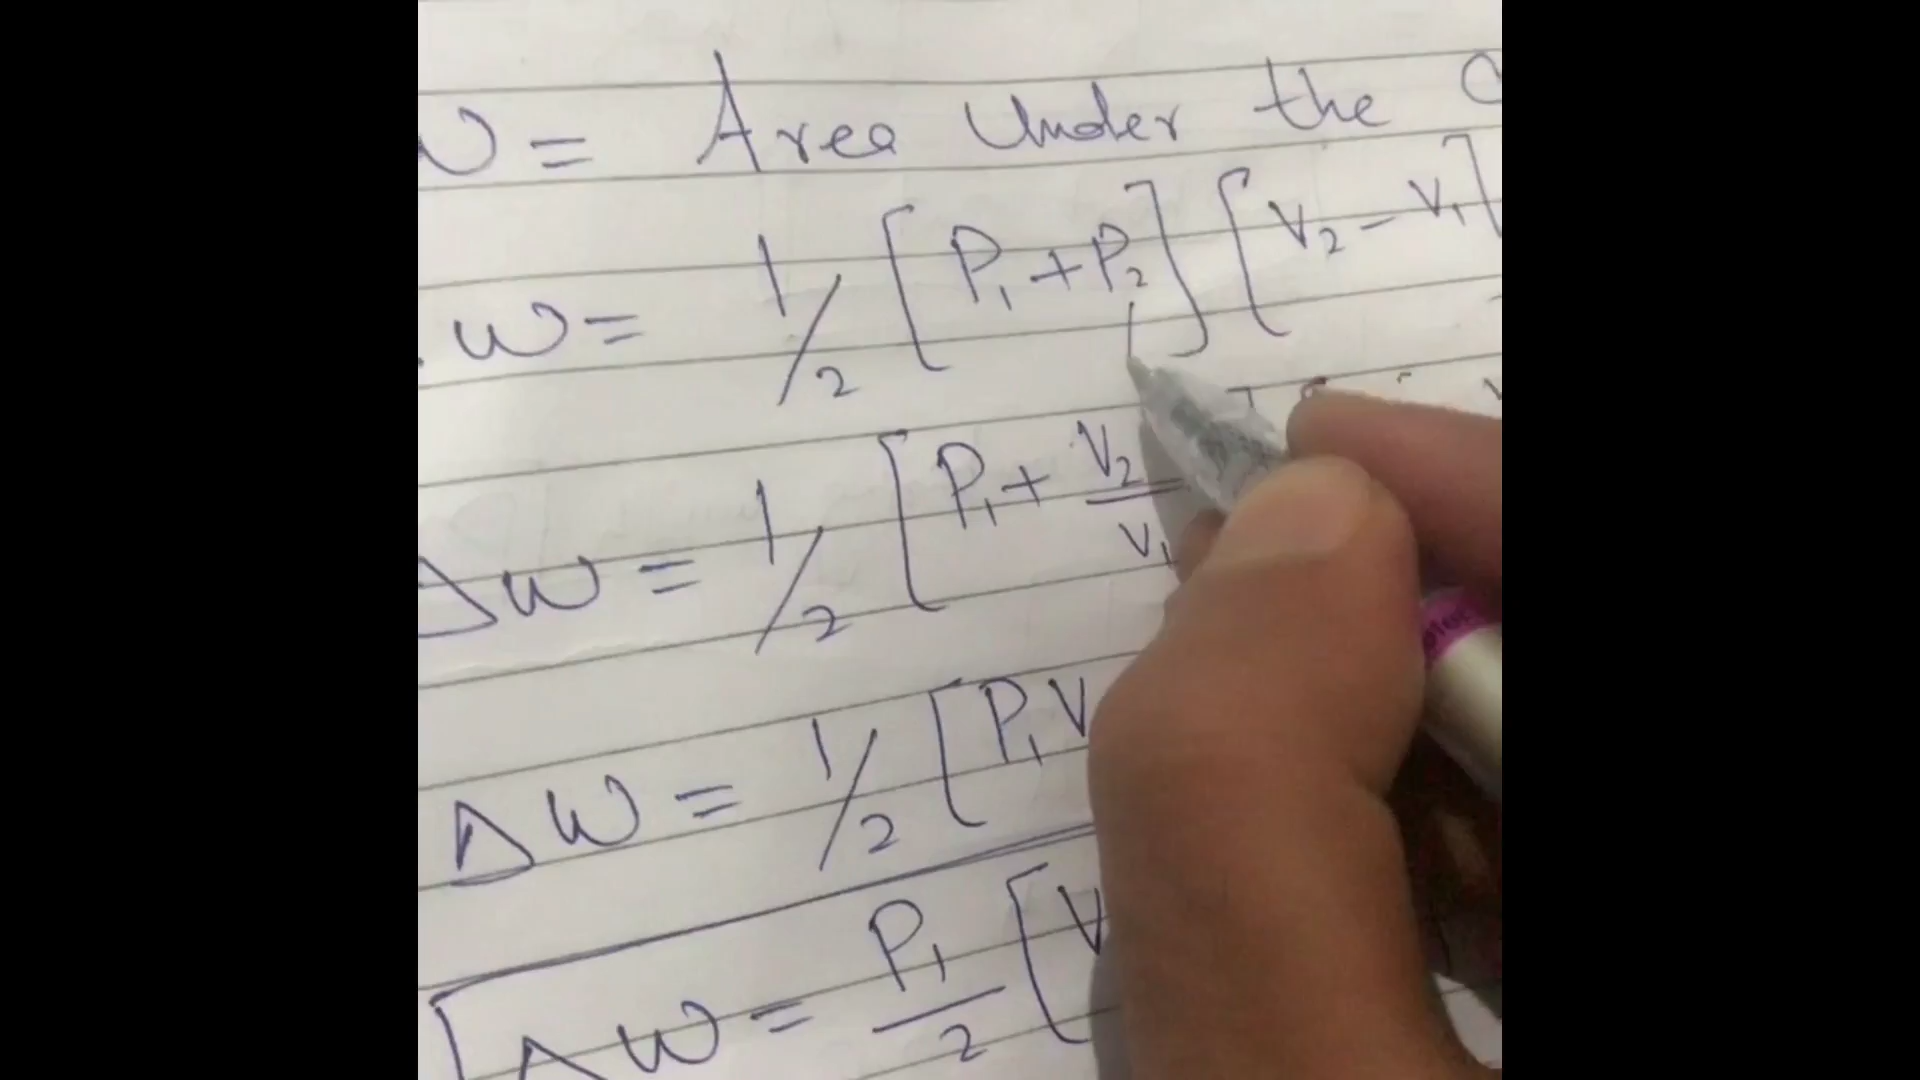 W = Area Under the
W = 1/2 [P₁ + P₂] [V₂ - V₁]
ΔW = 1/2 [P₁ + V₂/V₁
ΔW = 1/2 [P₁V
ΔW = P₁/2 [V